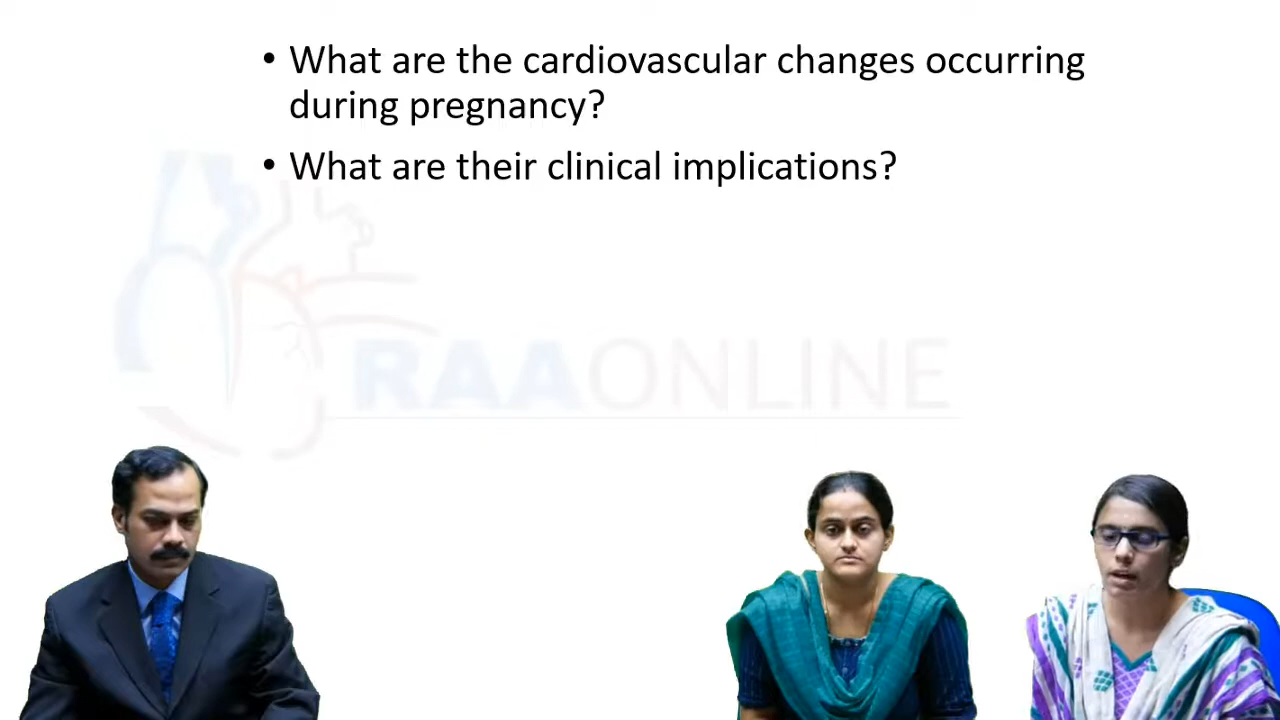 • What are the cardiovascular changes occurring
during pregnancy?
• What are their clinical implications?
RAAONLINE